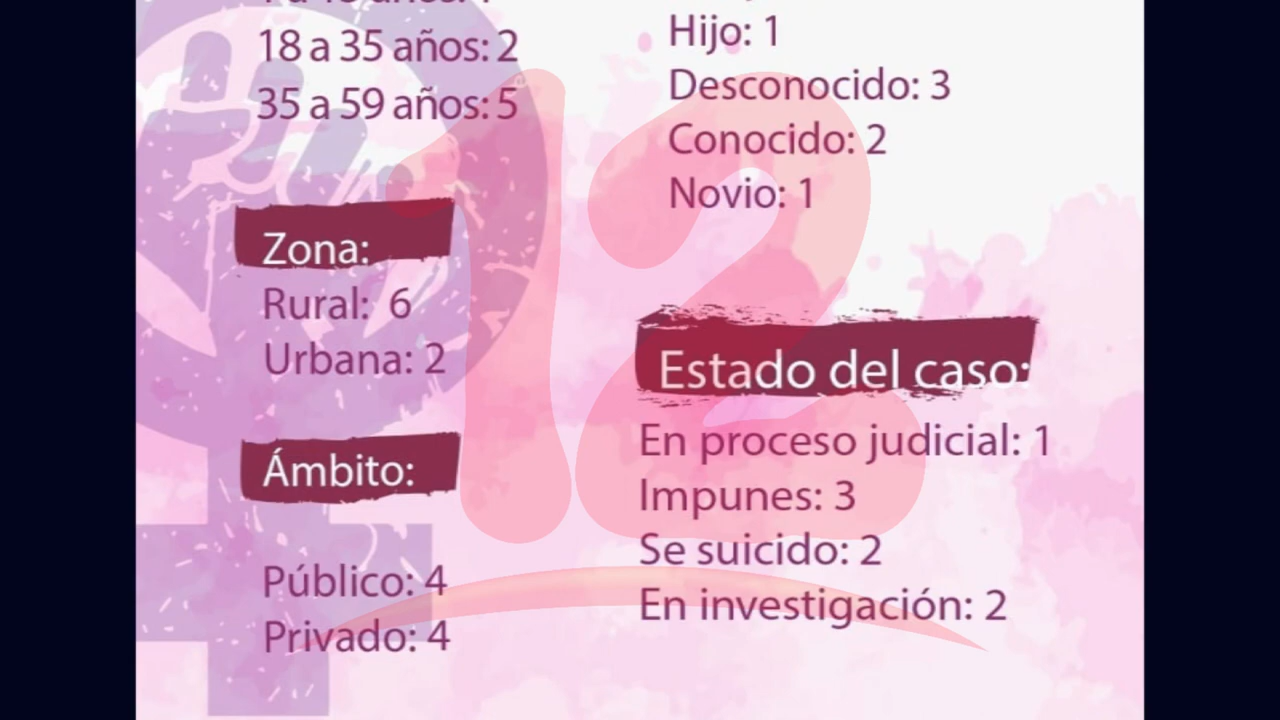 18 a 35 años: 2
35 a 59 años: 5
Zona:
Rural: 6
Urbana: 2
Ámbito:
Público: 4
Privado: 4
Hijo: 1
Desconocido: 3
Conocido: 2
Novio: 1
Estado del caso:
En proceso judicial: 1
Impunes: 3
Se suicido: 2
En investigación: 2
12